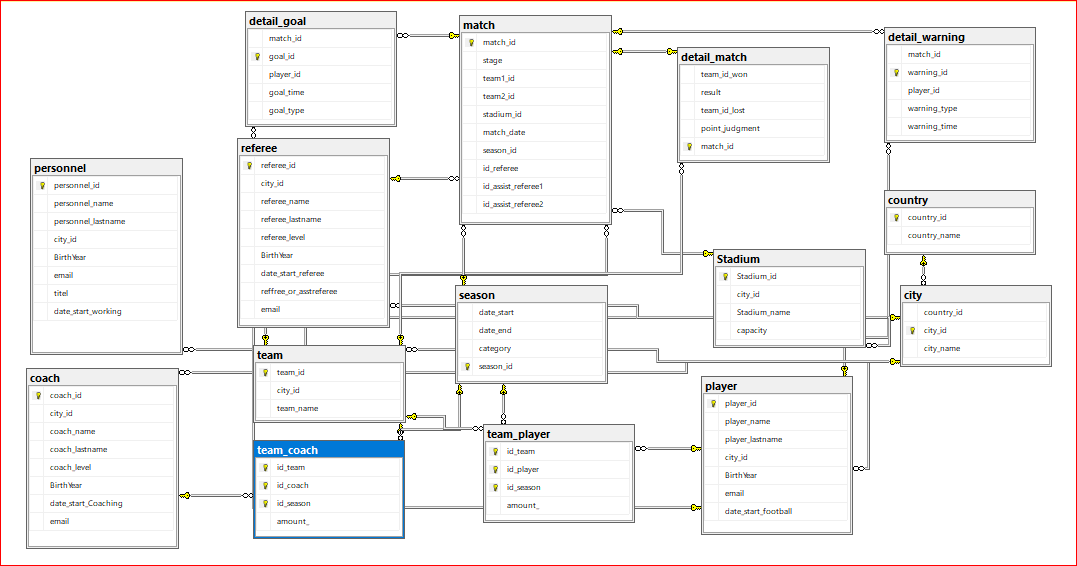 detail_goal
match_id
goal_id
player_id
goal_time
goal_type
match
match_id
stage
team1_id
team2_id
stadium_id
match_date
season_id
id_referee
id_assist_referee1
id_assist_referee2
detail_match
team_id_won
result
team_id_lost
point_judgment
match_id
detail_warning
match_id
warning_id
player_id
warning_type
warning_time
personnel
personnel_id
personnel_name
personnel_lastname
city_id
BirthYear
email
titel
date_start_working
referee
referee_id
city_id
referee_name
referee_lastname
referee_level
BirthYear
date_start_referee
reffree_or_asstreferee
email
country
country_id
country_name
Stadium
Stadium_id
city_id
Stadium_name
capacity
city
country_id
city_id
city_name
season
date_start
date_end
category
season_id
team
team_id
city_id
team_name
coach
coach_id
city_id
coach_name
coach_lastname
coach_level
BirthYear
date_start_Coaching
email
team_coach
id_team
id_coach
id_season
amount_
team_player
id_team
id_player
id_season
amount_
player
player_id
player_name
player_lastname
city_id
BirthYear
email
date_start_football